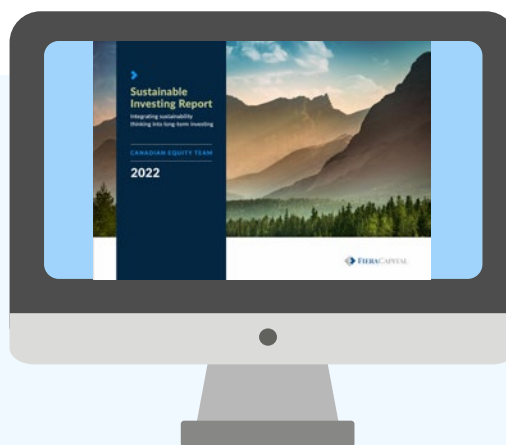 Sustainable
Investing Report
Integrating sustainability
thinking into long-term investing
CANADIAN EQUITY TEAM
2022
FIERACAPITAL